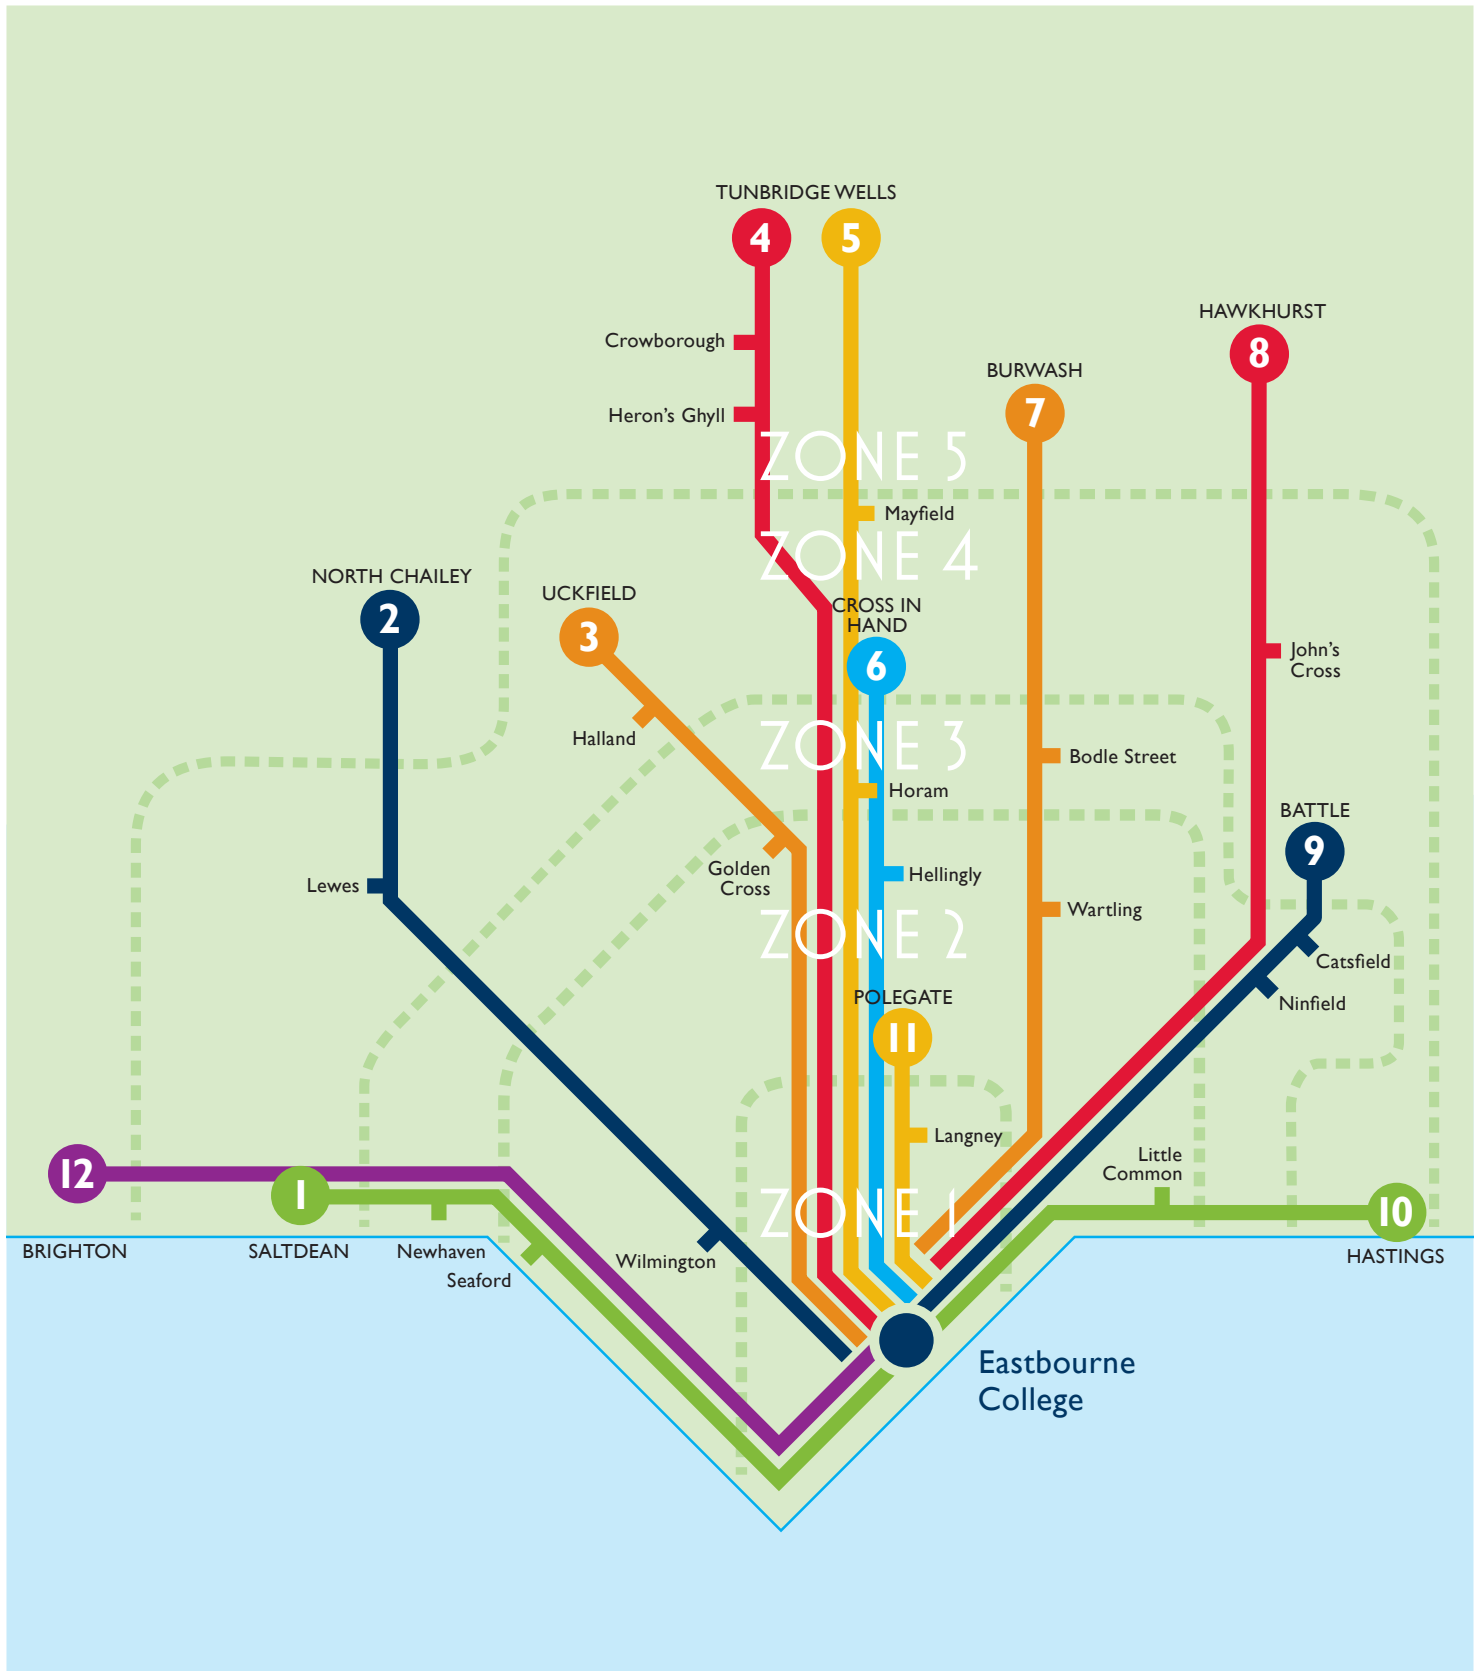 TUNBRIDGE WELLS
4
5
HAWKHURST
8
Crowborough
BURWASH
7
Heron's Ghyll
ZONE 5
Mayfield
ZONE 4
NORTH CHAILEY
2
UCKFIELD
3
CROSS IN
HAND
6
John's
Cross
Halland
ZONE 3
Bodle Street
Horam
BATTLE
9
Golden
Cross
Hellingly
Lewes
Wartling
ZONE 2
Catsfield
POLEGATE
Ninfield
11
Langney
Little
Common
12
1
ZONE 1
10
BRIGHTON
SALTDEAN
Newhaven
Wilmington
HASTINGS
Seaford
Eastbourne
College